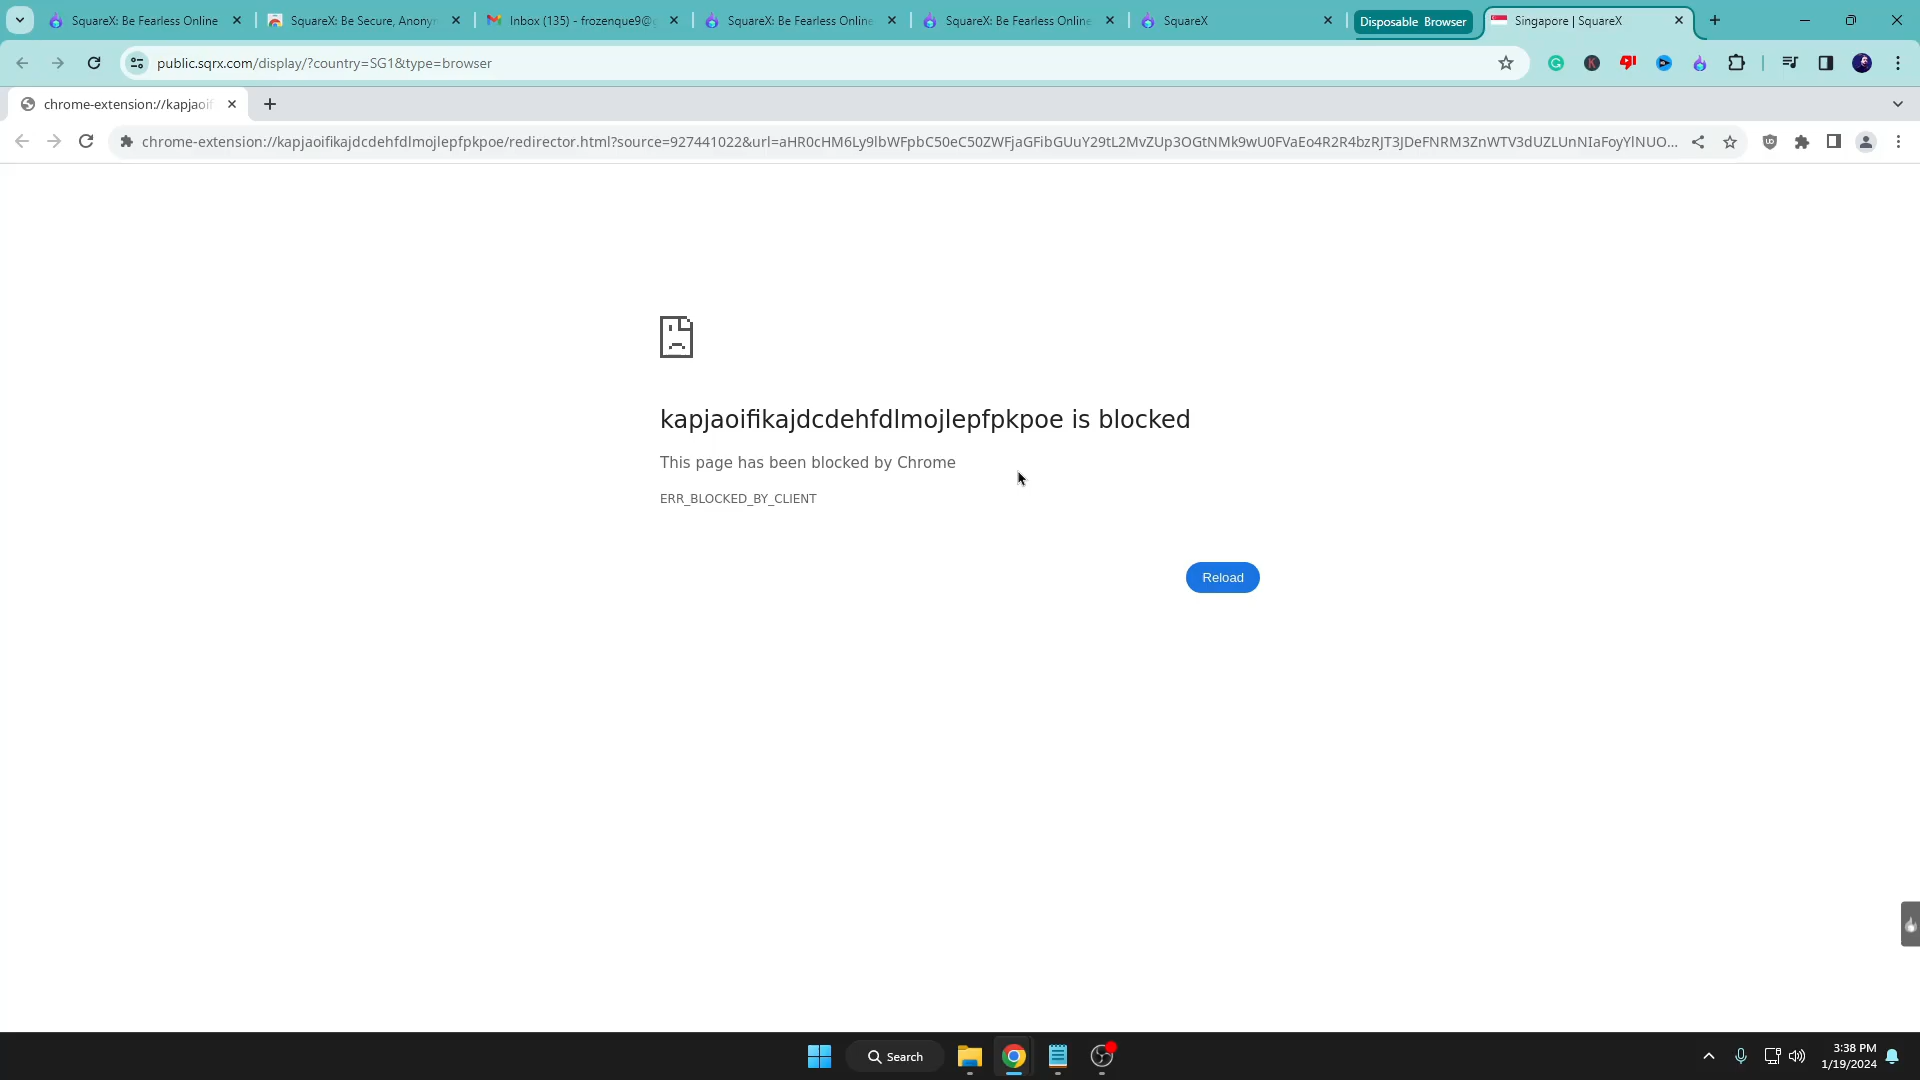 SquareX: Be Fearless Online
SquareX: Be Secure, Anony
Inbox (135) - frozenque9@
SquareX: Be Fearless Online
SquareX: Be Fearless Online
SquareX
Disposable Browser
Singapore | SquareX
public.sqrx.com/display/?country=SG1&type=browser
chrome-extension://kapjaoif
chrome-extension://kapjaoifikajdcdehfdlmojlepfpkpoe/redirector.html?source=927441022&url=aHR0cHM6Ly9lbWFpbC50eC50ZWFjaGFibGUuY29tL2MvZUp3OGtNMk9wU0FVaEo4R2R4bzRJT3JDeFNRM3ZnWTV3dUZLUnNIaFoyYlNUO...
kapjaoifikajdcdehfdlmojlepfpkpoe is blocked
This page has been blocked by Chrome
ERR_BLOCKED_BY_CLIENT
Reload
Search
3:38 PM
1/19/2024